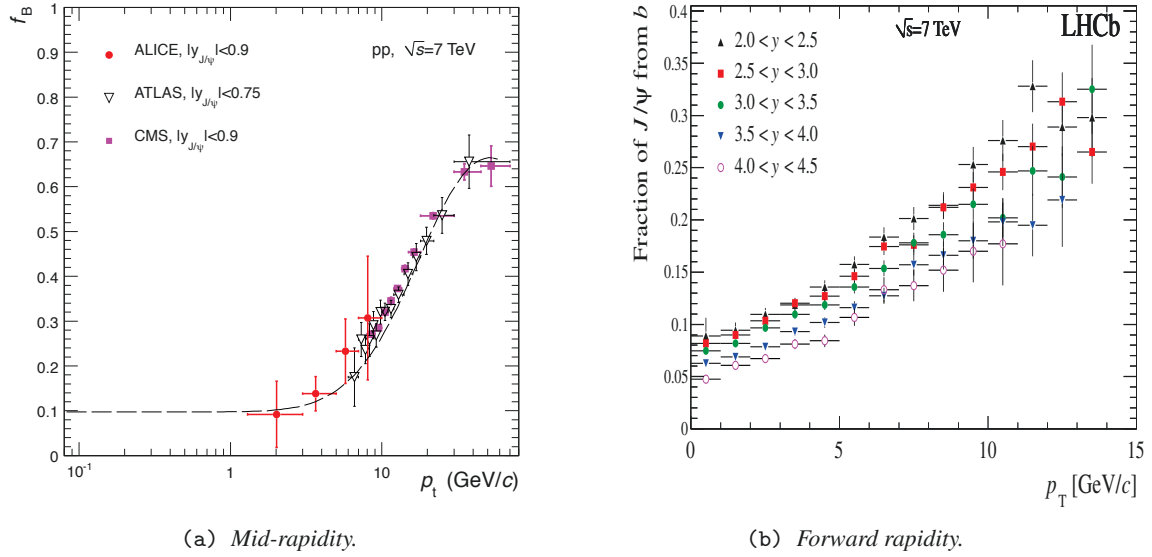 f_B
1
0.9
0.8
0.7
0.6
0.5
0.4
0.3
0.2
0.1
0
ALICE, |y_{J/ψ}|<0.9
ATLAS, |y_{J/ψ}|<0.75
CMS, |y_{J/ψ}|<0.9
pp, √s=7 TeV
10^{-1}
1
10
p_t (GeV/c)
(a) Mid-rapidity.
Fraction of J/ψ from b
0.4
0.35
0.3
0.25
0.2
0.15
0.1
0.05
0
√s=7 TeV
LHCb
2.0 < y < 2.5
2.5 < y < 3.0
3.0 < y < 3.5
3.5 < y < 4.0
4.0 < y < 4.5
0
5
10
15
p_T [GeV/c]
(b) Forward rapidity.